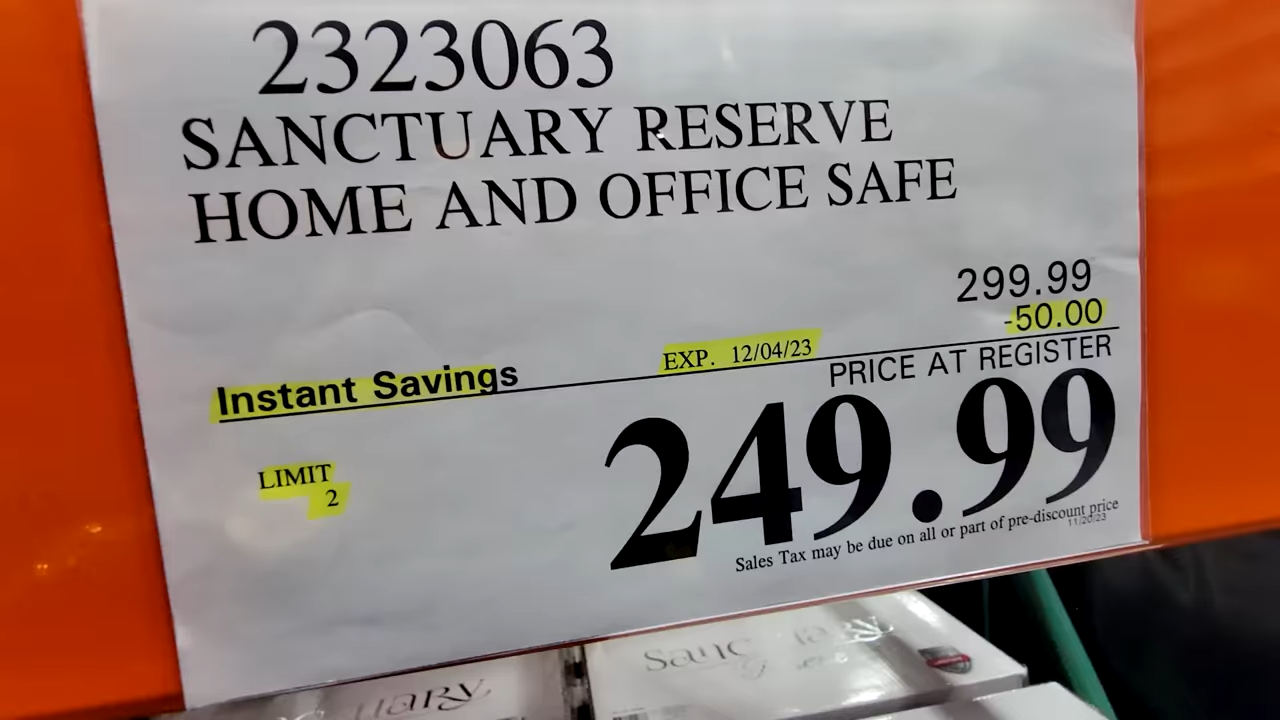 2323063
SANCTUARY RESERVE
HOME AND OFFICE SAFE
299.99
-50.00
Instant Savings EXP. 12/04/23
PRICE AT REGISTER
249.99
LIMIT
2
Sales Tax may be due on all or part of pre-discount price
11/20/23